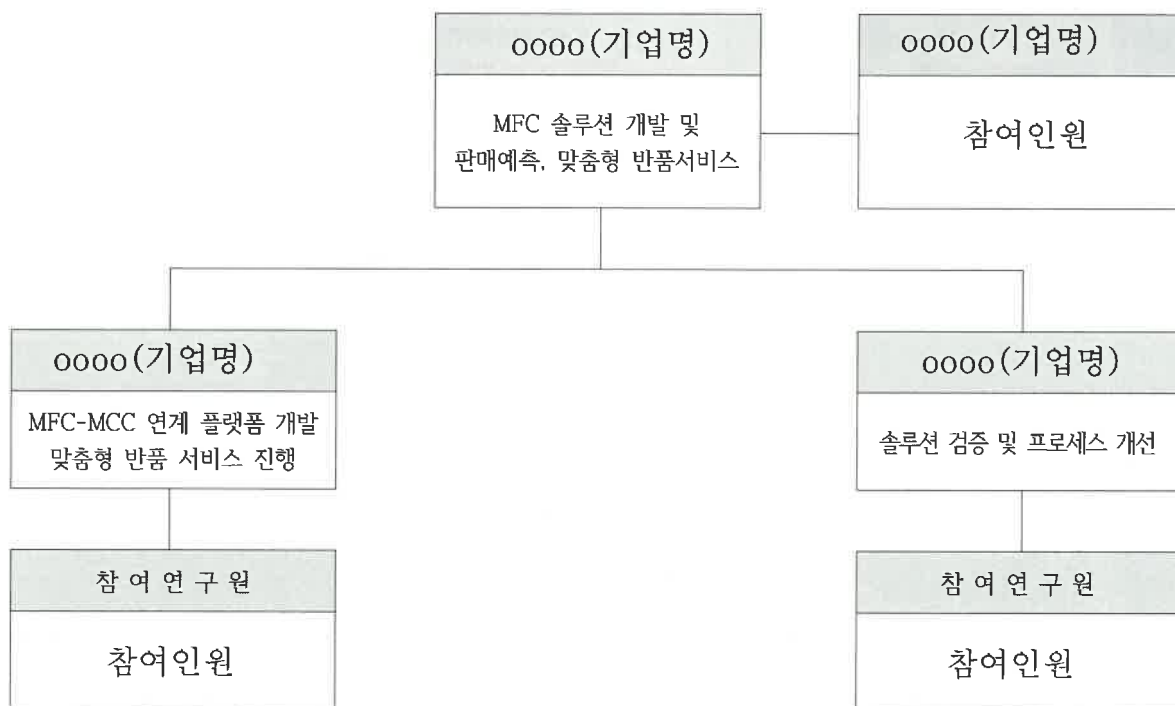 oooo(기업명)
MFC 솔루션 개발 및
판매예측, 맞춤형 반품서비스
oooo(기업명)
참여인원
oooo(기업명)
MFC-MCC 연계 플랫폼 개발
맞춤형 반품 서비스 진행
oooo(기업명)
솔루션 검증 및 프로세스 개선
참여연구원
참여인원
참여연구원
참여인원